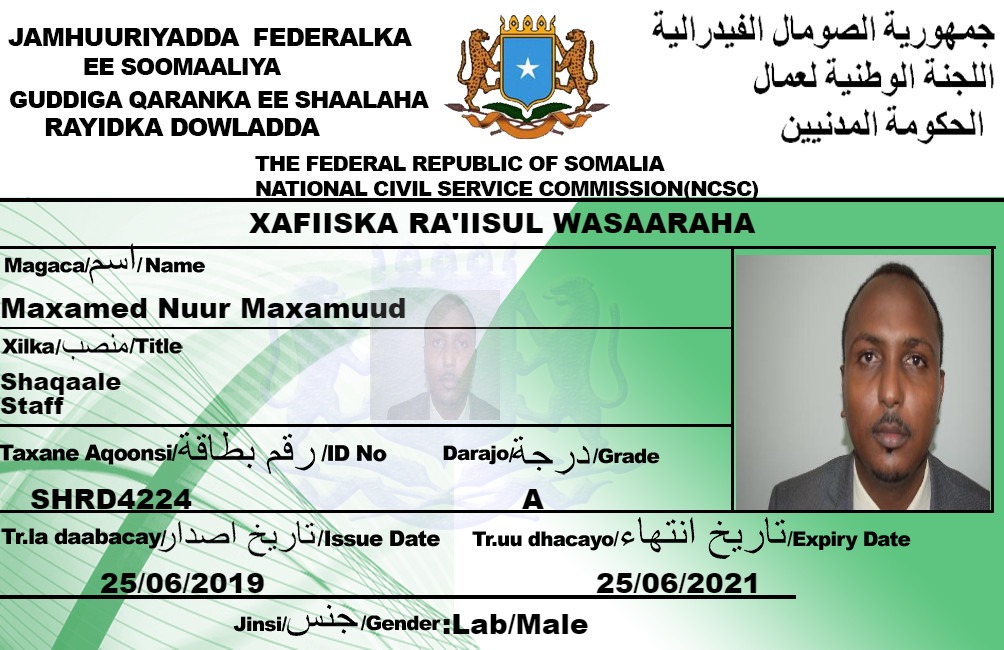 JAMHUURIYADDA FEDERALKA
EE SOOMAALIYA
GUDDIGA QARANKA EE SHAALAHA
RAYIDKA DOWLADDA
جمهورية الصومال الفيدرالية
اللجنة الوطنية لعمال
الحكومة المدنيين
THE FEDERAL REPUBLIC OF SOMALIA
NATIONAL CIVIL SERVICE COMMISSION(NCSC)
XAFIISKA RA'IISUL WASAARAHA
Magaca/اسم/Name
Maxamed Nuur Maxamuud
Xilka/منصب/Title
Shaqaale
Staff
Taxane Aqoonsi/رقم بطاقة/ID No Darajo/درجة/Grade
SHRD4224 A
Tr.la daabacay/تاريخ اصدار/Issue Date Tr.uu dhacayo/تاريخ انتهاء/Expiry Date
25/06/2019 25/06/2021
Jinsi/جنس/Gender:Lab/Male